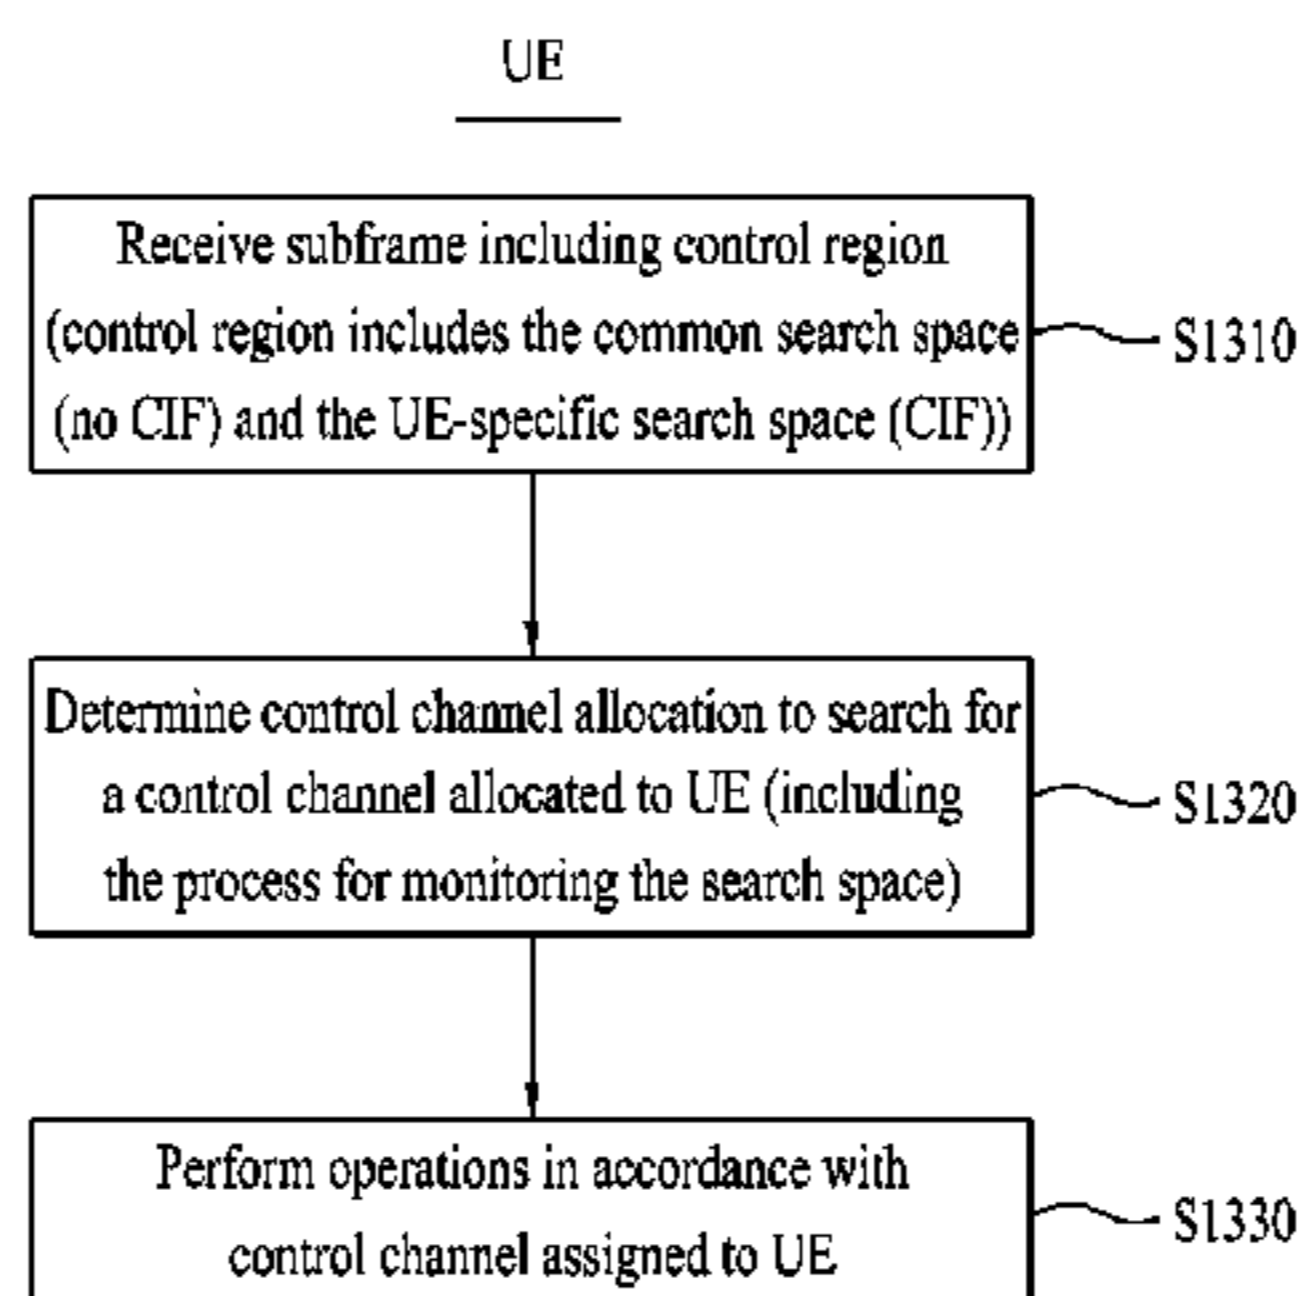 UE
Receive subframe including control region
(control region includes the common search space
(no CIF) and the UE-specific search space (CIF))
S1310
Determine control channel allocation to search for
a control channel allocated to UE (including
the process for monitoring the search space)
S1320
Perform operations in accordance with
control channel assigned to UE
S1330